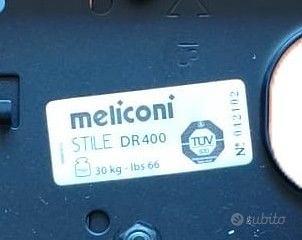 meliconi
STILE DR400
TÜV
30 kg - lbs 66
N° 012102
subito